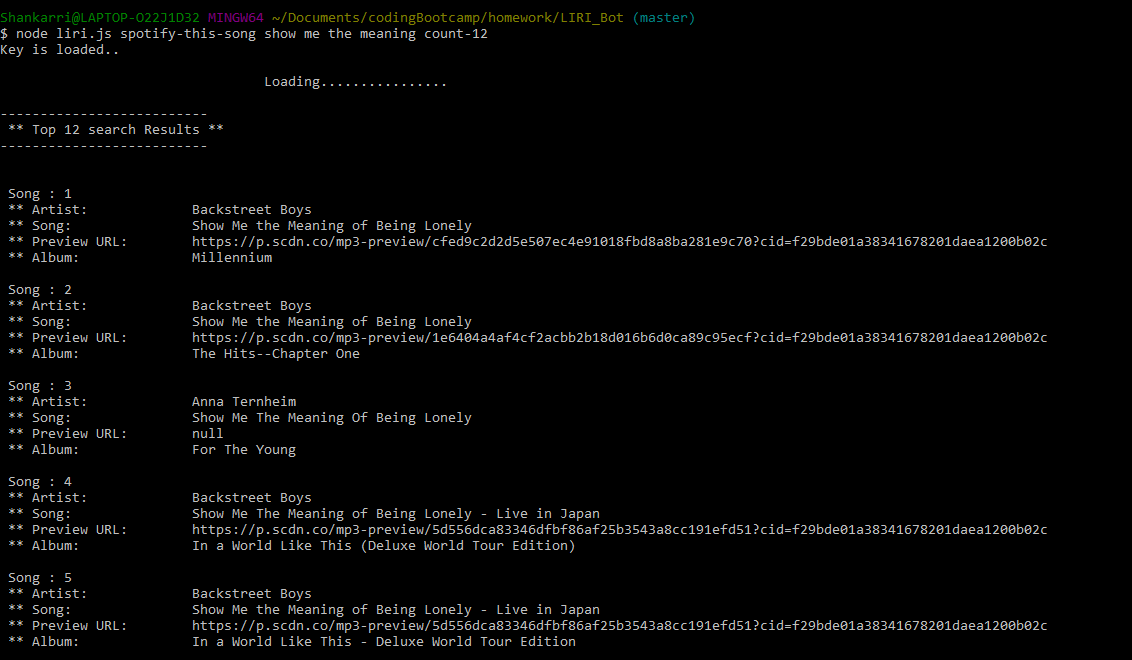 Shankarri@LAPTOP-O22J1D32 MINGW64 ~/Documents/codingBootcamp/homework/LIRI_Bot (master)
$ node liri.js spotify-this-song show me the meaning count-12
Key is loaded..
Loading................
--------------------------
** Top 12 search Results **
--------------------------
Song : 1
** Artist: Backstreet Boys
** Song: Show Me the Meaning of Being Lonely
** Preview URL: https://p.scdn.co/mp3-preview/cfed9c2d2d5e507ec4e91018fbd8a8ba281e9c70?cid=f29bde01a38341678201daea1200b02c
** Album: Millennium
Song : 2
** Artist: Backstreet Boys
** Song: Show Me the Meaning of Being Lonely
** Preview URL: https://p.scdn.co/mp3-preview/1e6404a4af4cf2acbb2b18d016b6d0ca89c95ecf?cid=f29bde01a38341678201daea1200b02c
** Album: The Hits--Chapter One
Song : 3
** Artist: Anna Ternheim
** Song: Show Me The Meaning Of Being Lonely
** Preview URL: null
** Album: For The Young
Song : 4
** Artist: Backstreet Boys
** Song: Show Me The Meaning of Being Lonely - Live in Japan
** Preview URL: https://p.scdn.co/mp3-preview/5d556dca83346dfbf86af25b3543a8cc191efd51?cid=f29bde01a38341678201daea1200b02c
** Album: In a World Like This (Deluxe World Tour Edition)
Song : 5
** Artist: Backstreet Boys
** Song: Show Me the Meaning of Being Lonely - Live in Japan
** Preview URL: https://p.scdn.co/mp3-preview/5d556dca83346dfbf86af25b3543a8cc191efd51?cid=f29bde01a38341678201daea1200b02c
** Album: In a World Like This - Deluxe World Tour Edition